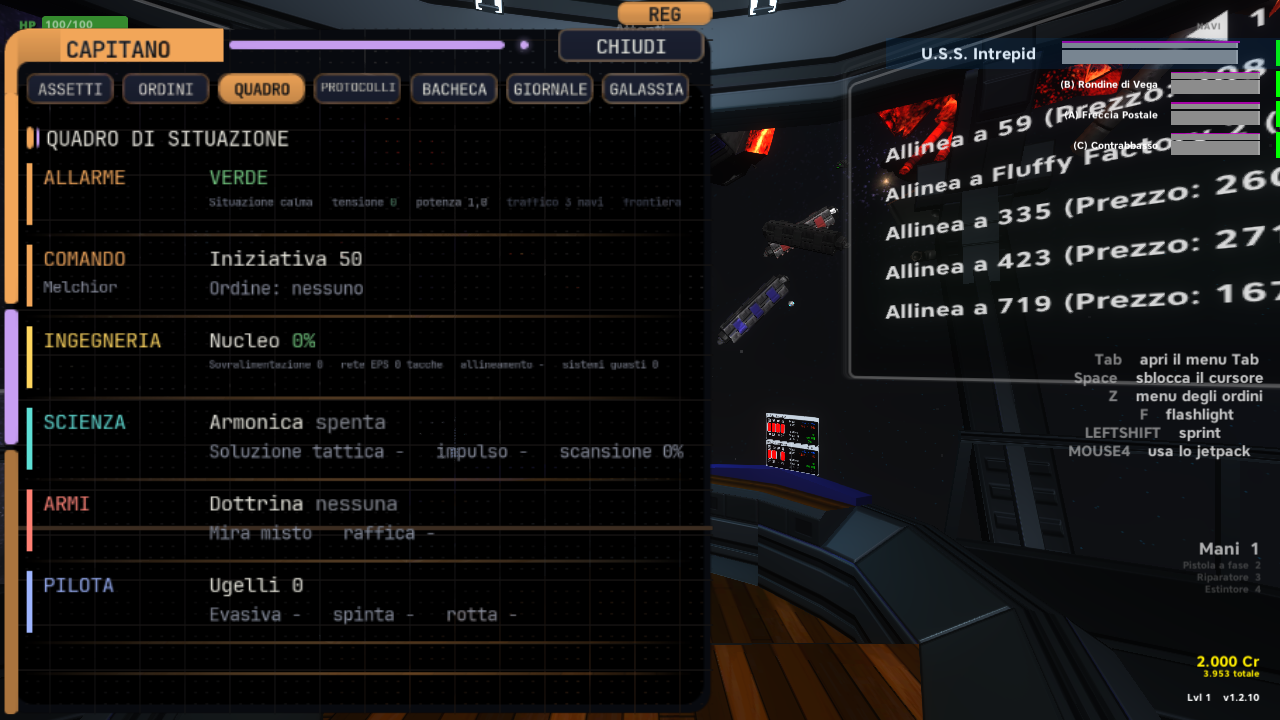 HP 100/100
REG
CAPITANO
CHIUDI
ASSETTI
ORDINI
QUADRO
PROTOCOLLI
BACHECA
GIORNALE
GALASSIA
QUADRO DI SITUAZIONE
ALLARME VERDE
Situazione calma tensione 0 potenza 1,0 traffico 3 navi frontiera
COMANDO Iniziativa 50
Melchior Ordine: nessuno
INGEGNERIA Nucleo 0%
Sovralimentazione 0 rete EPS 0 tacche allineamento - sistemi guasti 0
SCIENZA Armonica spenta
Soluzione tattica - impulso - scansione 0%
ARMI Dottrina nessuna
Mira misto raffica -
PILOTA Ugelli 0
Evasiva - spinta - rotta -
NAVI 1
U.S.S. Intrepid
(B) Rondine di Vega
(A) Freccia Postale
(C) Contrabbasso
Allinea a 59 (Prezzo:
Allinea a Fluffy Factory
Allinea a 335 (Prezzo: 260
Allinea a 423 (Prezzo: 271
Allinea a 719 (Prezzo: 167
Tab apri il menu Tab
Space sblocca il cursore
Z menu degli ordini
F flashlight
LEFTSHIFT sprint
MOUSE4 usa lo jetpack
Mani 1
Pistola a fase 2
Riparatore 3
Estintore 4
2.000 Cr
3.953 totale
Lvl 1 v1.2.10